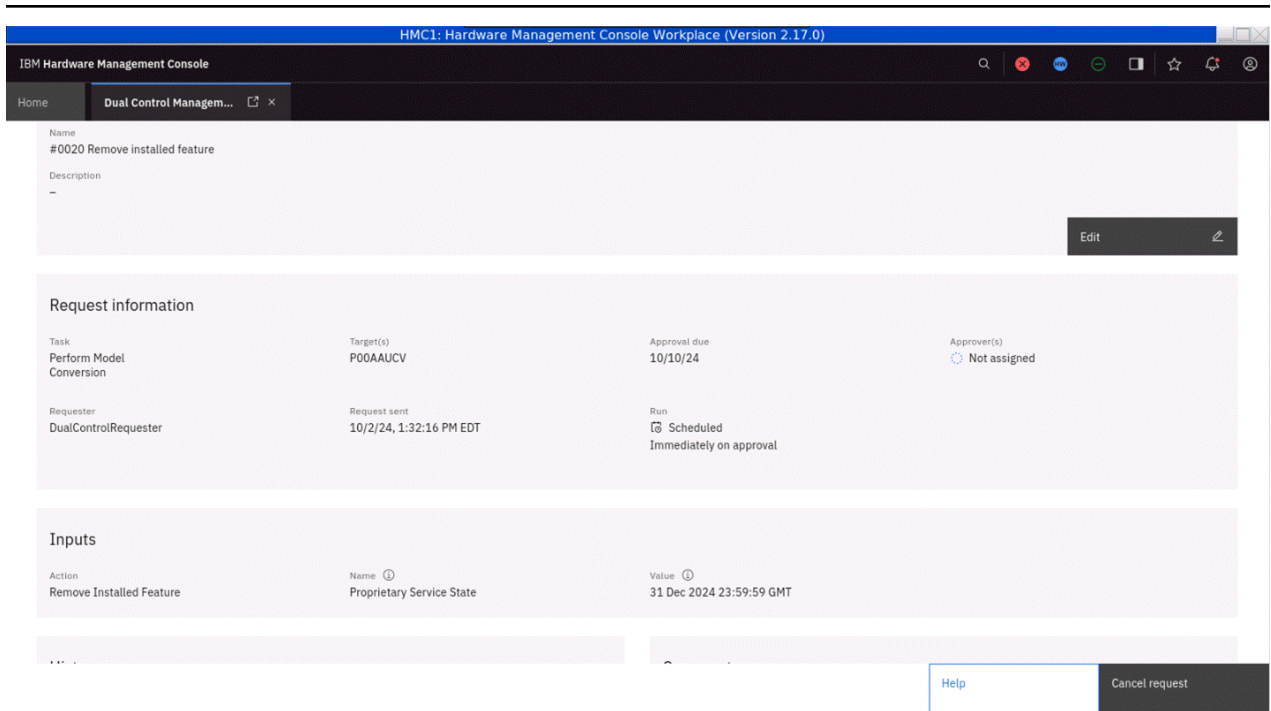 HMC1: Hardware Management Console Workplace (Version 2.17.0)
IBM Hardware Management Console
HW
Home
Dual Control Managem...
Name
#0020 Remove installed feature
Description
–
Edit
Request information
Task
Target(s)
Approval due
Approver(s)
Perform Model
Conversion
P00AAUCV
10/10/24
Not assigned
Requester
Request sent
Run
DualControlRequester
10/2/24, 1:32:16 PM EDT
Scheduled
Immediately on approval
Inputs
Action
Name
Value
Remove Installed Feature
Proprietary Service State
31 Dec 2024 23:59:59 GMT
Help
Cancel request